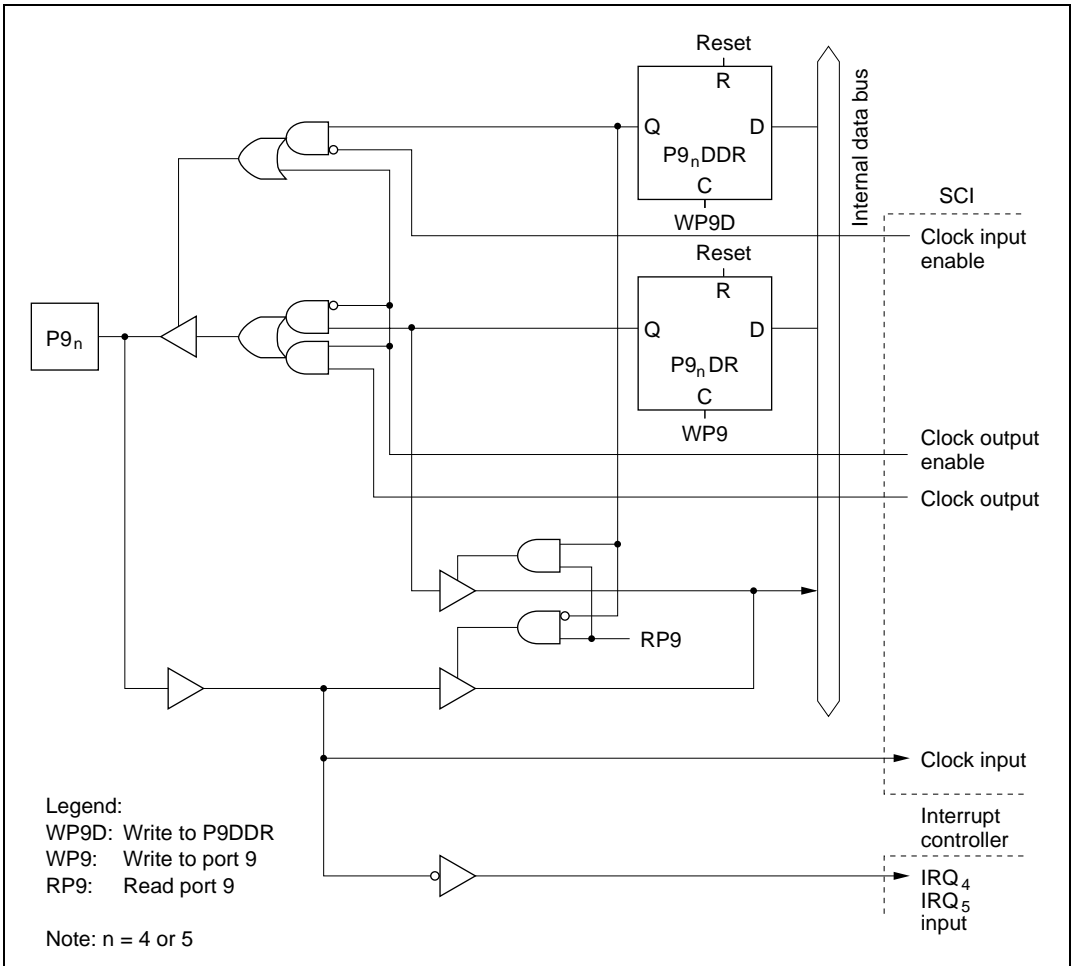 Reset
R
Q
D
P9nDDR
C
WP9D
Internal data bus
SCI
Clock input
enable
Reset
R
P9n
Q
D
P9nDR
C
WP9
Clock output
enable
Clock output
RP9
Clock input
Legend:
WP9D: Write to P9DDR
WP9: Write to port 9
RP9: Read port 9
Note: n = 4 or 5
Interrupt
controller
IRQ4
IRQ5
input